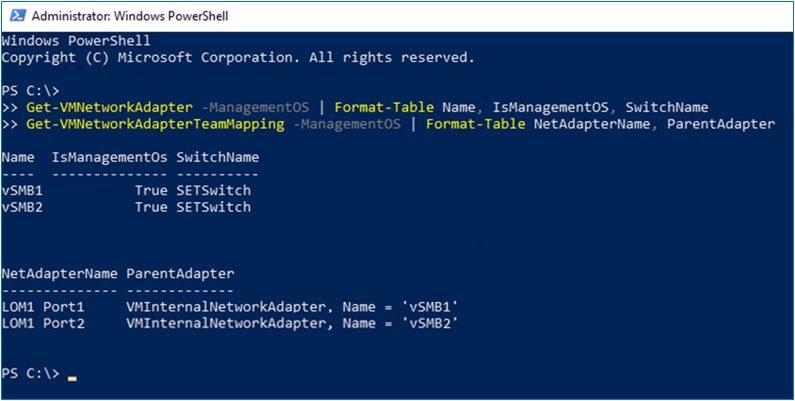 Administrator: Windows PowerShell
Windows PowerShell
Copyright (C) Microsoft Corporation. All rights reserved.
PS C:\>
>> Get-VMNetworkAdapter -ManagementOS | Format-Table Name, IsManagementOS, SwitchName
>> Get-VMNetworkAdapterTeamMapping -ManagementOS | Format-Table NetAdapterName, ParentAdapter
Name  IsManagementOs SwitchName
----  -------------- ----------
vSMB1           True SETSwitch
vSMB2           True SETSwitch
NetAdapterName ParentAdapter
-------------- -------------
LOM1 Port1     VMInternalNetworkAdapter, Name = 'vSMB1'
LOM1 Port2     VMInternalNetworkAdapter, Name = 'vSMB2'
PS C:\> _